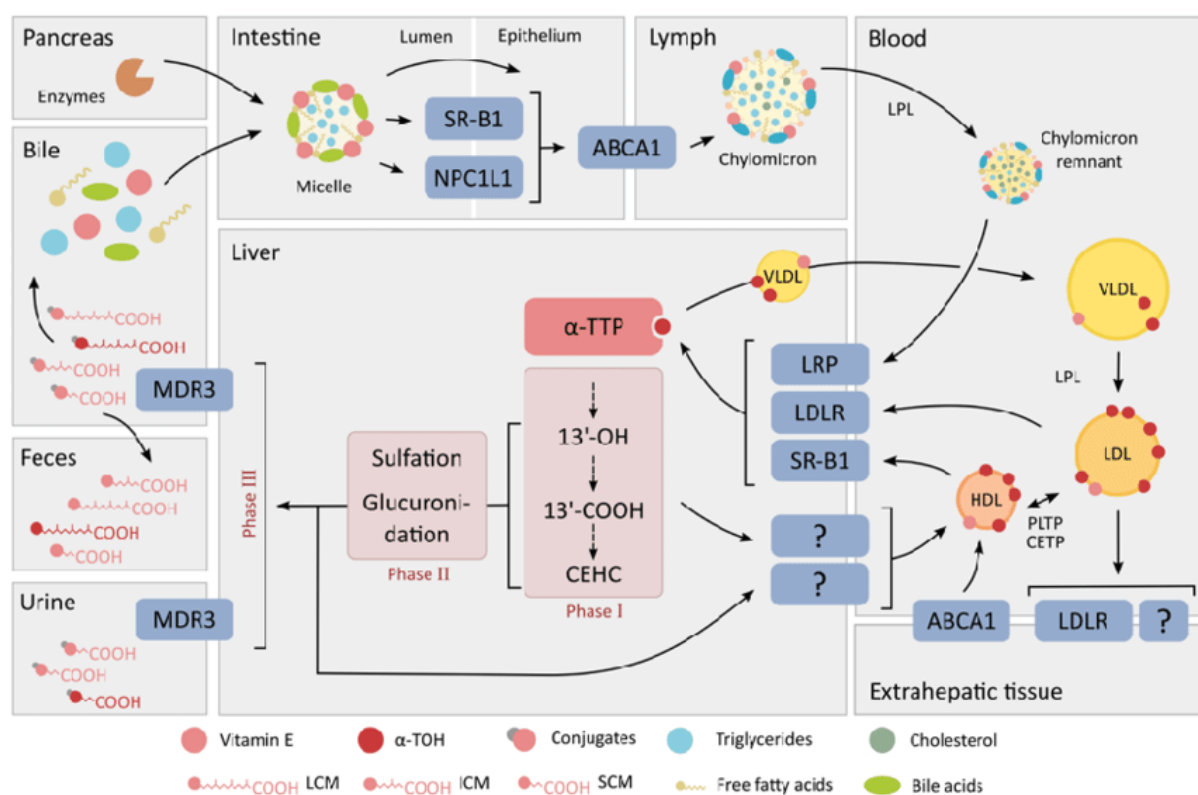 Pancreas
Enzymes
Intestine
Lumen
Epithelium
Micelle
SR-B1
NPC1L1
ABCA1
Lymph
Chylomicron
Blood
LPL
Chylomicron
remnant
Bile
COOH
COOH
COOH
COOH
MDR3
Feces
COOH
COOH
COOH
COOH
Urine
MDR3
COOH
COOH
COOH
Liver
α-TTP
VLDL
13'-OH
13'-COOH
CEHC
Phase I
Sulfation
Glucuroni-
dation
Phase II
Phase III
LRP
LDLR
SR-B1
?
?
VLDL
LPL
LDL
HDL
PLTP
CETP
ABCA1
LDLR
?
Extrahepatic tissue
Vitamin E
α-TOH
Conjugates
Triglycerides
Cholesterol
COOH LCM
COOH ICM
COOH SCM
Free fatty acids
Bile acids